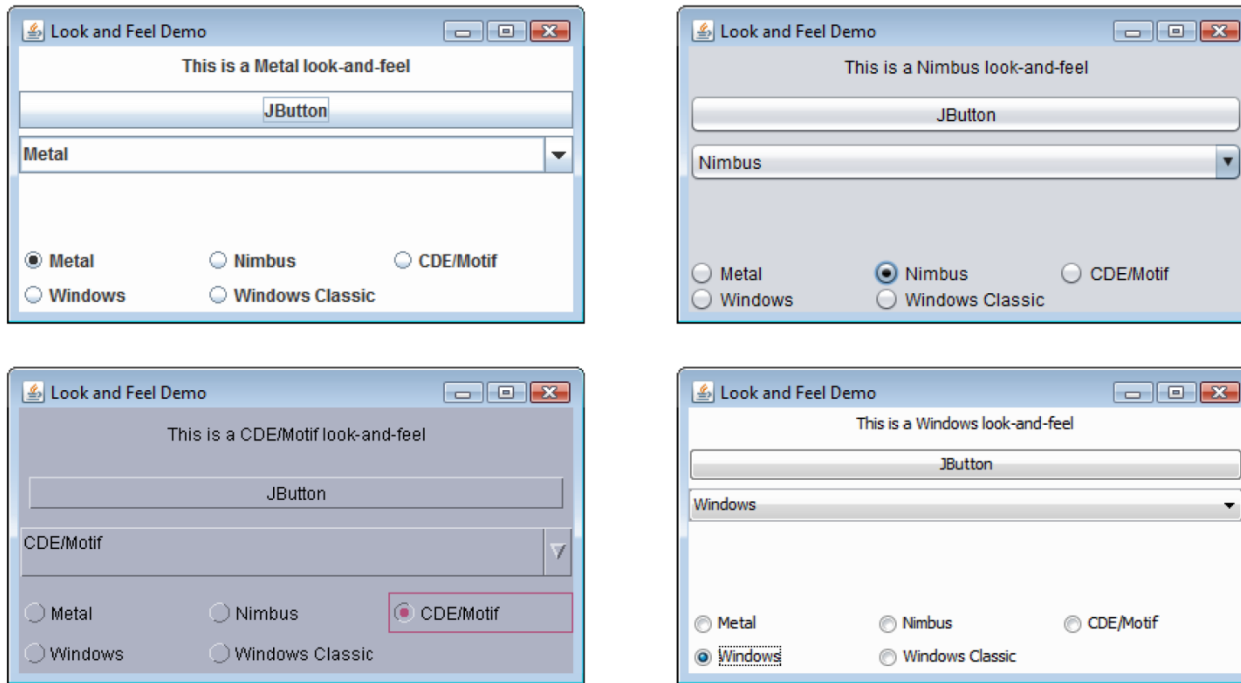 Look and Feel Demo
This is a Metal look-and-feel
JButton
Metal
Metal Nimbus CDE/Motif
Windows Windows Classic
Look and Feel Demo
This is a Nimbus look-and-feel
JButton
Nimbus
Metal Nimbus CDE/Motif
Windows Windows Classic
Look and Feel Demo
This is a CDE/Motif look-and-feel
JButton
CDE/Motif
Metal Nimbus CDE/Motif
Windows Windows Classic
Look and Feel Demo
This is a Windows look-and-feel
JButton
Windows
Metal Nimbus CDE/Motif
Windows Windows Classic